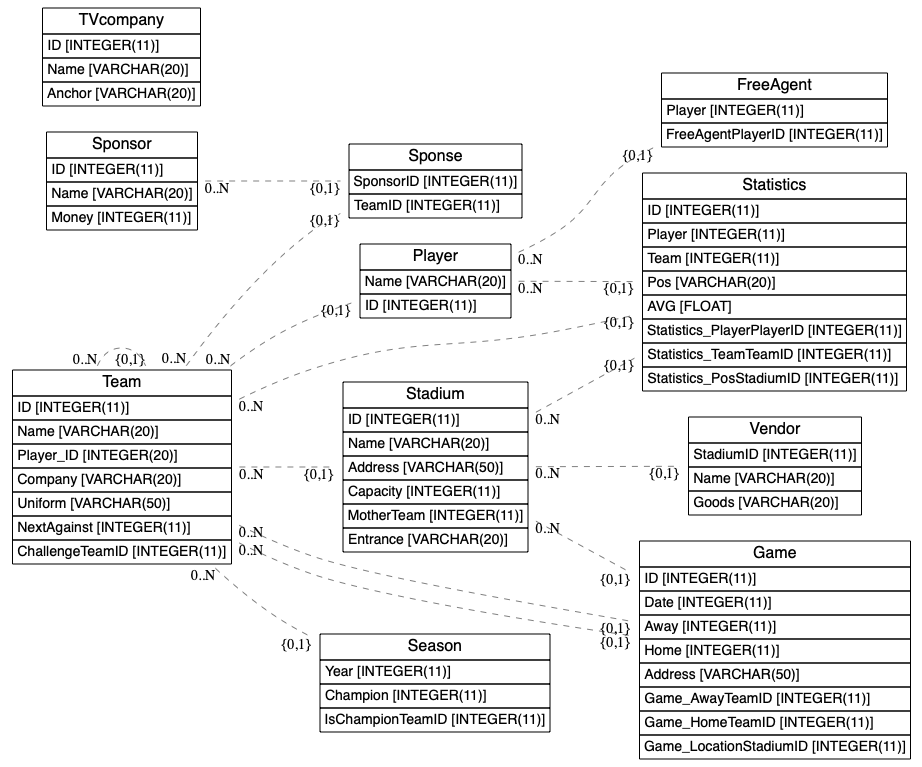 TVcompany
ID [INTEGER(11)]
Name [VARCHAR(20)]
Anchor [VARCHAR(20)]
Sponsor
ID [INTEGER(11)]
Name [VARCHAR(20)]
Money [INTEGER(11)]
0..N
{0,1}
Sponse
SponsorID [INTEGER(11)]
TeamID [INTEGER(11)]
{0,1}
FreeAgent
Player [INTEGER(11)]
FreeAgentPlayerID [INTEGER(11)]
{0,1}
Player
Name [VARCHAR(20)]
ID [INTEGER(11)]
0..N
0..N
{0,1}
{0,1}
Statistics
ID [INTEGER(11)]
Player [INTEGER(11)]
Team [INTEGER(11)]
Pos [VARCHAR(20)]
AVG [FLOAT]
Statistics_PlayerPlayerID [INTEGER(11)]
Statistics_TeamTeamID [INTEGER(11)]
Statistics_PosStadiumID [INTEGER(11)]
{0,1}
{0,1}
0..N
{0,1}
0..N
0..N
Team
ID [INTEGER(11)]
Name [VARCHAR(20)]
Player_ID [INTEGER(20)]
Company [VARCHAR(20)]
Uniform [VARCHAR(50)]
NextAgainst [INTEGER(11)]
ChallengeTeamID [INTEGER(11)]
0..N
0..N
{0,1}
0..N
0..N
0..N
Stadium
ID [INTEGER(11)]
Name [VARCHAR(20)]
Address [VARCHAR(50)]
Capacity [INTEGER(11)]
MotherTeam [INTEGER(11)]
Entrance [VARCHAR(20)]
0..N
0..N
{0,1}
0..N
{0,1}
Vendor
StadiumID [INTEGER(11)]
Name [VARCHAR(20)]
Goods [VARCHAR(20)]
{0,1}
Season
Year [INTEGER(11)]
Champion [INTEGER(11)]
IsChampionTeamID [INTEGER(11)]
{0,1}
{0,1}
Game
ID [INTEGER(11)]
Date [INTEGER(11)]
Away [INTEGER(11)]
Home [INTEGER(11)]
Address [VARCHAR(50)]
Game_AwayTeamID [INTEGER(11)]
Game_HomeTeamID [INTEGER(11)]
Game_LocationStadiumID [INTEGER(11)]